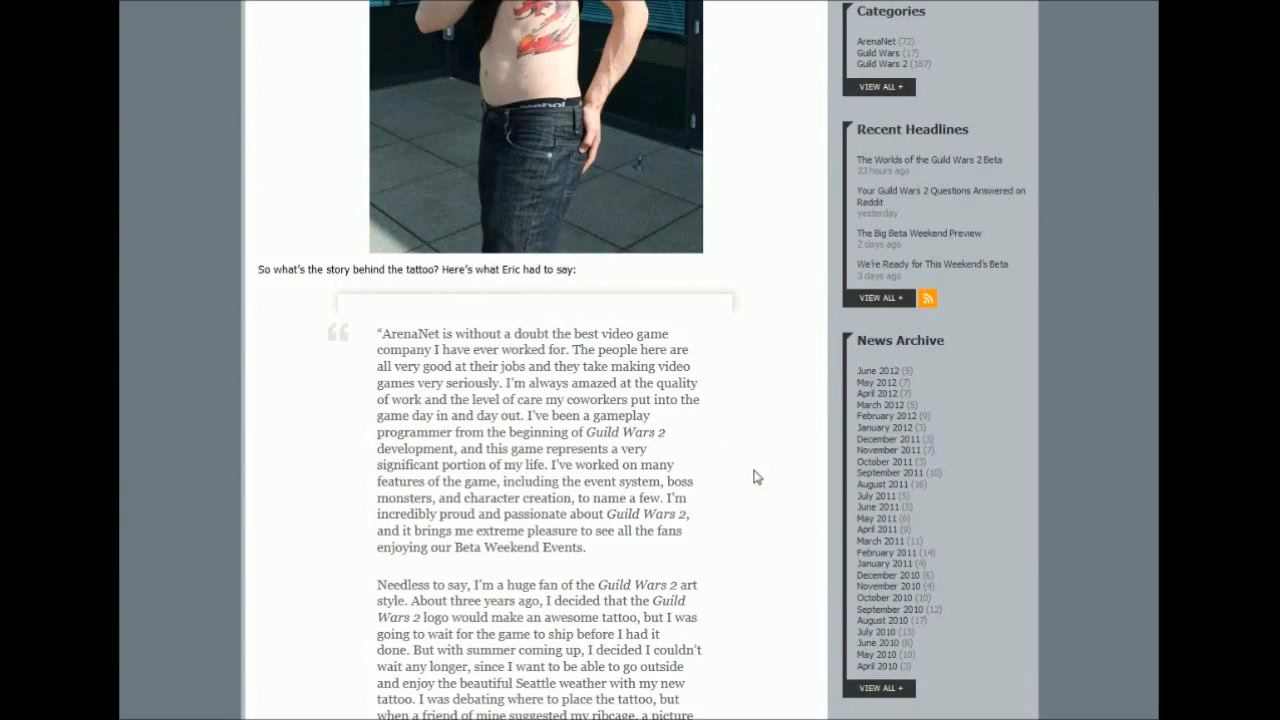 Reebok
So what's the story behind the tattoo? Here's what Eric had to say:
“
“ArenaNet is without a doubt the best video game
company I have ever worked for. The people here are
all very good at their jobs and they take making video
games very seriously. I'm always amazed at the quality
of work and the level of care my coworkers put into the
game day in and day out. I've been a gameplay
programmer from the beginning of Guild Wars 2
development, and this game represents a very
significant portion of my life. I've worked on many
features of the game, including the event system, boss
monsters, and character creation, to name a few. I'm
incredibly proud and passionate about Guild Wars 2,
and it brings me extreme pleasure to see all the fans
enjoying our Beta Weekend Events.
Needless to say, I'm a huge fan of the Guild Wars 2 art
style. About three years ago, I decided that the Guild
Wars 2 logo would make an awesome tattoo, but I was
going to wait for the game to ship before I had it
done. But with summer coming up, I decided I couldn't
wait any longer, since I want to be able to go outside
and enjoy the beautiful Seattle weather with my new
tattoo. I was debating where to place the tattoo, but
when a friend of mine suggested my ribcage, a picture
Categories
ArenaNet (72)
Guild Wars (17)
Guild Wars 2 (187)
VIEW ALL +
Recent Headlines
The Worlds of the Guild Wars 2 Beta
23 hours ago
Your Guild Wars 2 Questions Answered on
Reddit
yesterday
The Big Beta Weekend Preview
2 days ago
We're Ready for This Weekend's Beta
3 days ago
VIEW ALL +
News Archive
June 2012 (5)
May 2012 (7)
April 2012 (7)
March 2012 (5)
February 2012 (9)
January 2012 (3)
December 2011 (3)
November 2011 (7)
October 2011 (3)
September 2011 (10)
August 2011 (16)
July 2011 (5)
June 2011 (5)
May 2011 (6)
April 2011 (9)
March 2011 (11)
February 2011 (14)
January 2011 (4)
December 2010 (6)
November 2010 (4)
October 2010 (10)
September 2010 (12)
August 2010 (17)
July 2010 (13)
June 2010 (8)
May 2010 (10)
April 2010 (3)
VIEW ALL +